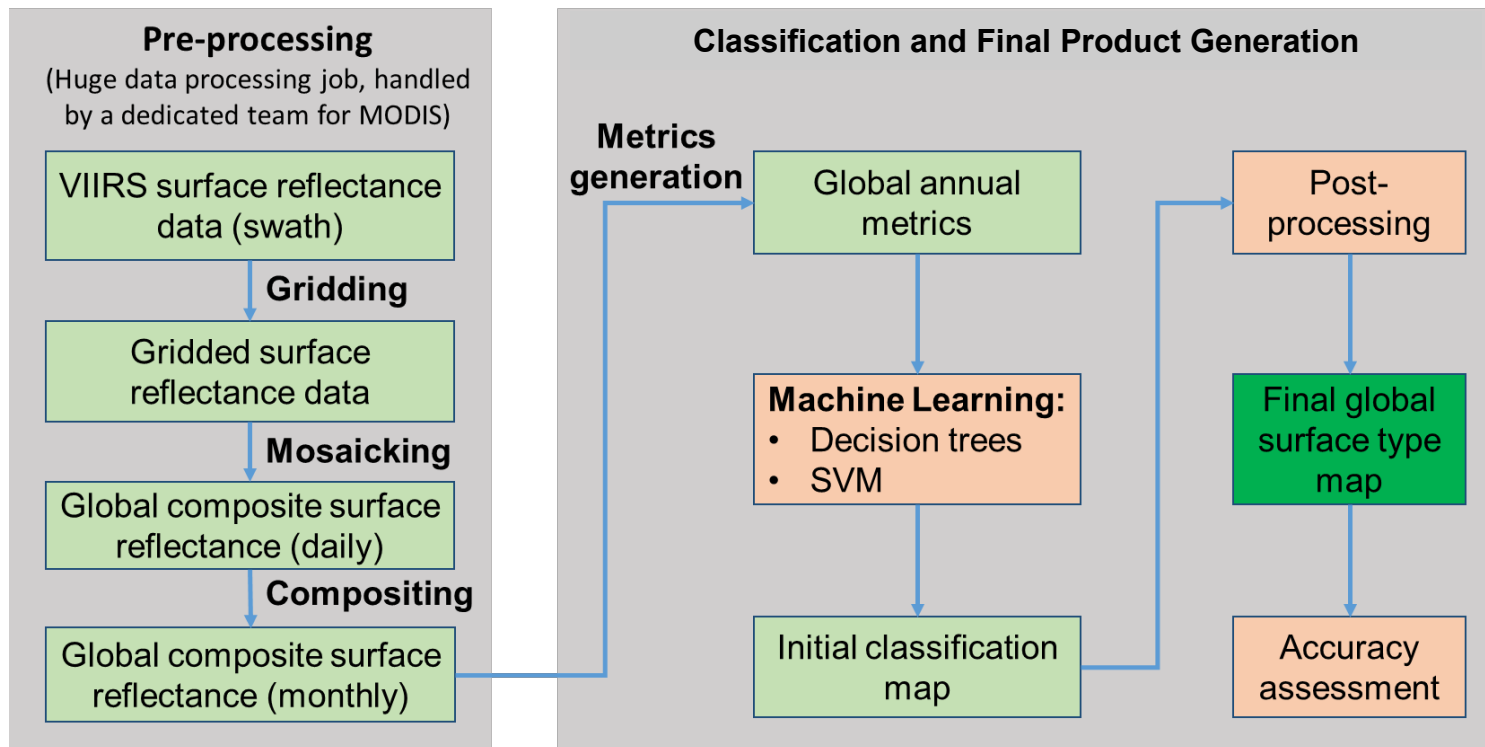 Pre-processing
(Huge data processing job, handled
by a dedicated team for MODIS)
VIIRS surface reflectance
data (swath)
Gridding
Gridded surface
reflectance data
Mosaicking
Global composite surface
reflectance (daily)
Compositing
Global composite surface
reflectance (monthly)
Classification and Final Product Generation
Metrics
generation
Global annual
metrics
Machine Learning:
• Decision trees
• SVM
Initial classification
map
Post-
processing
Final global
surface type
map
Accuracy
assessment